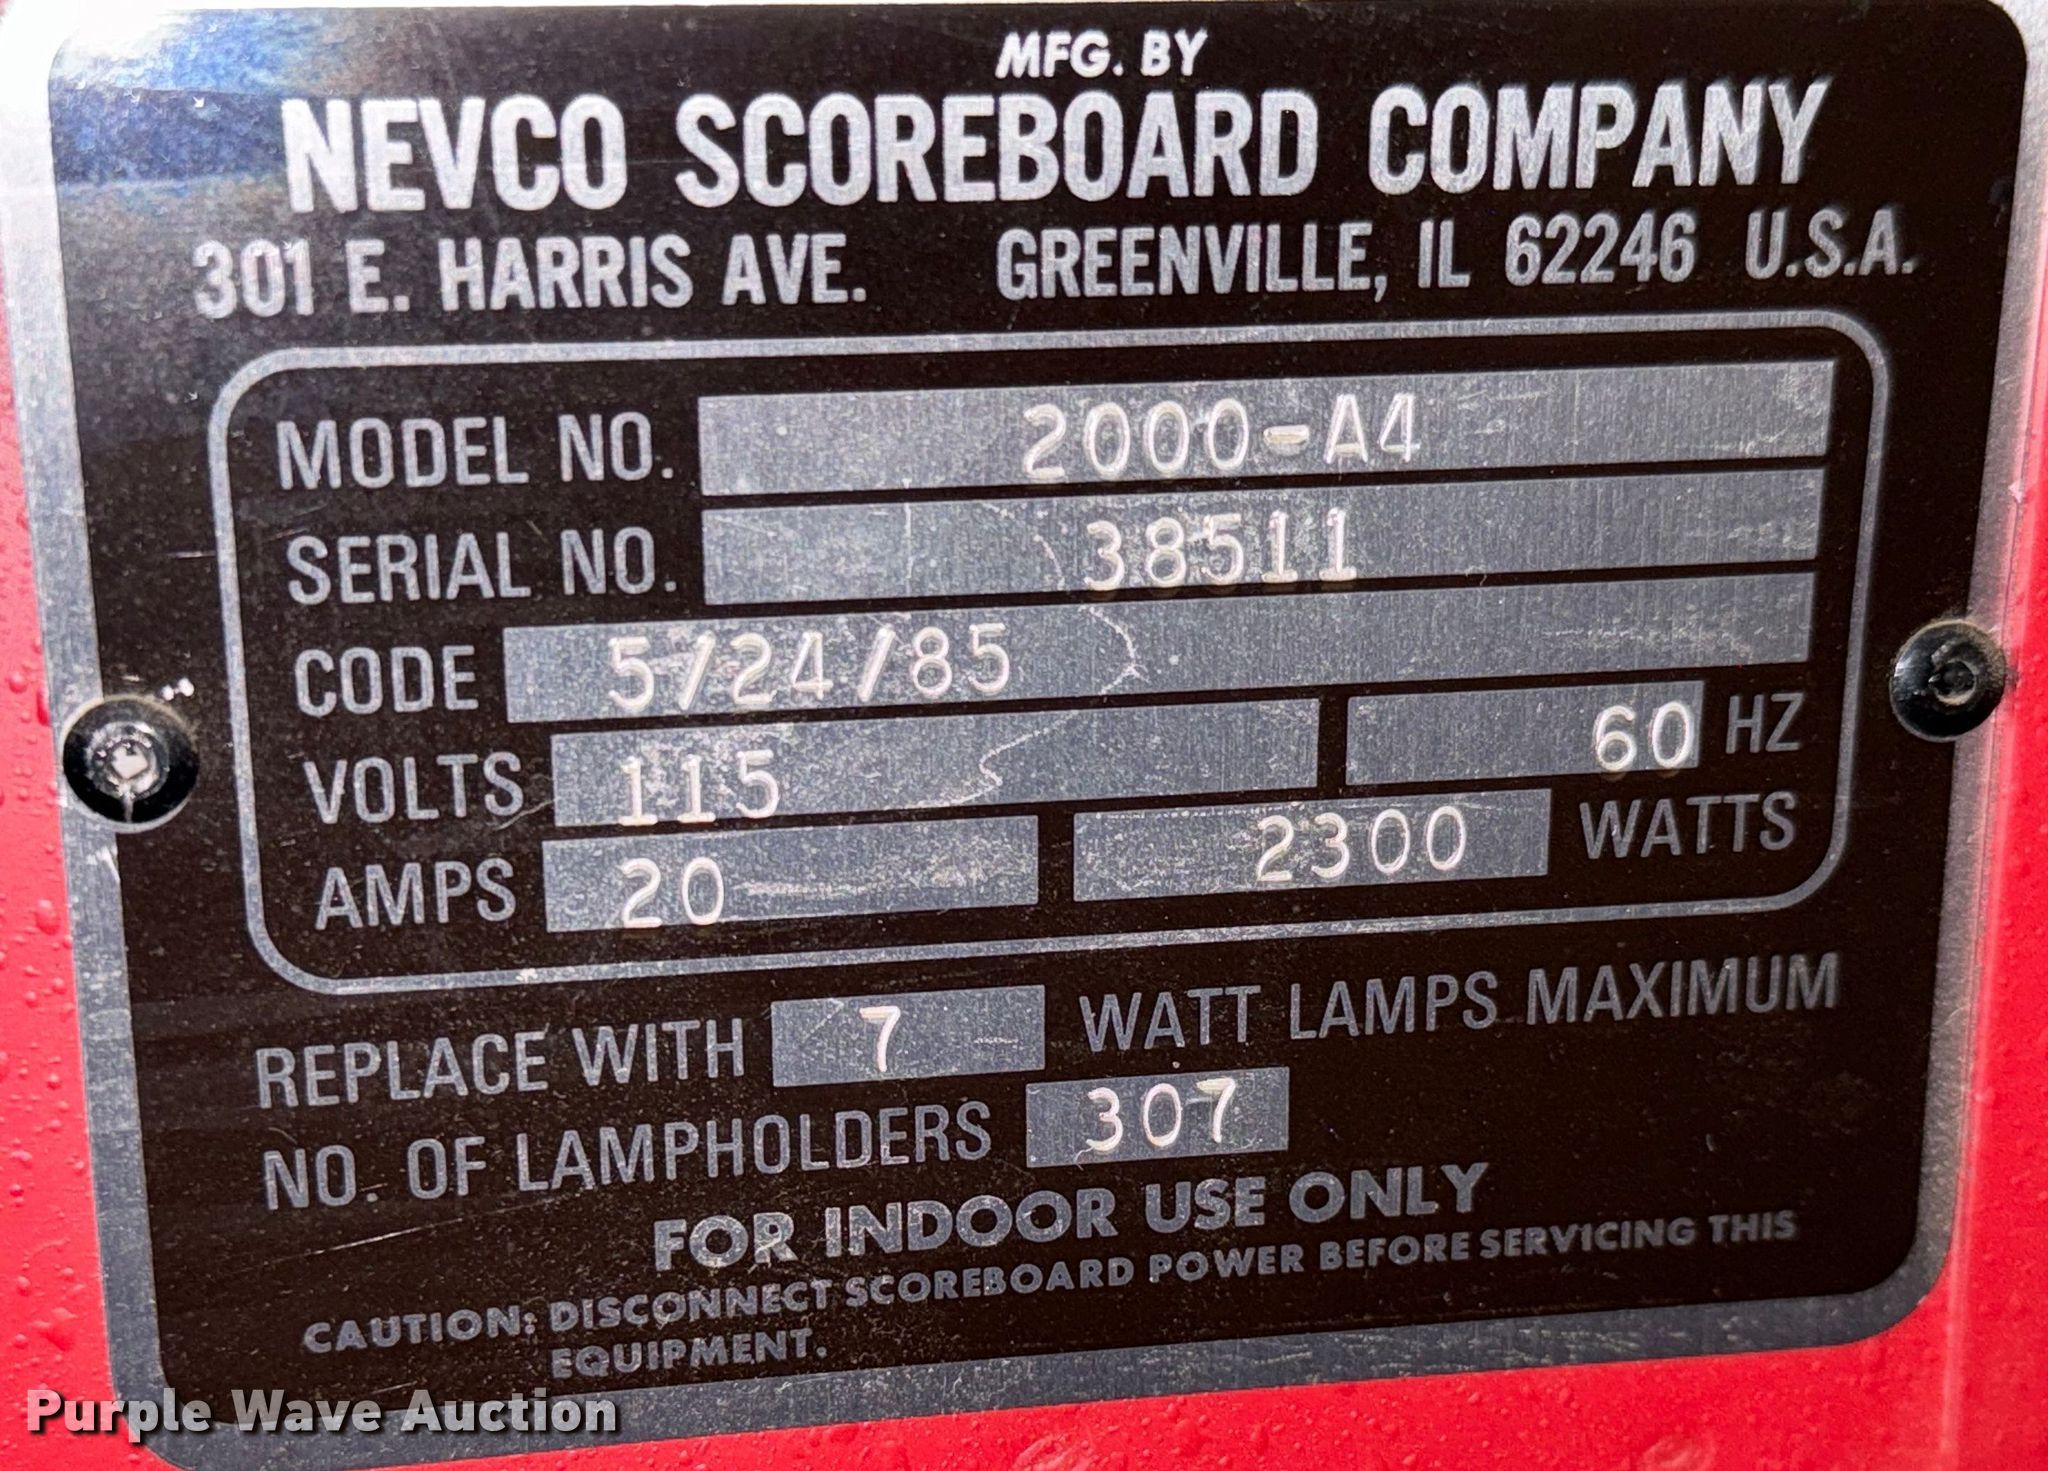 MFG. BY
NEVCO SCOREBOARD COMPANY
301 E. HARRIS AVE. GREENVILLE, IL 62246 U.S.A.
MODEL NO. 2000-A4
SERIAL NO. 38511
CODE 5/24/85
VOLTS 115 60 HZ
AMPS 20 2300 WATTS
REPLACE WITH 7 WATT LAMPS MAXIMUM
NO. OF LAMPHOLDERS 307
FOR INDOOR USE ONLY
CAUTION: DISCONNECT SCOREBOARD POWER BEFORE SERVICING THIS
EQUIPMENT.
Purple Wave Auction